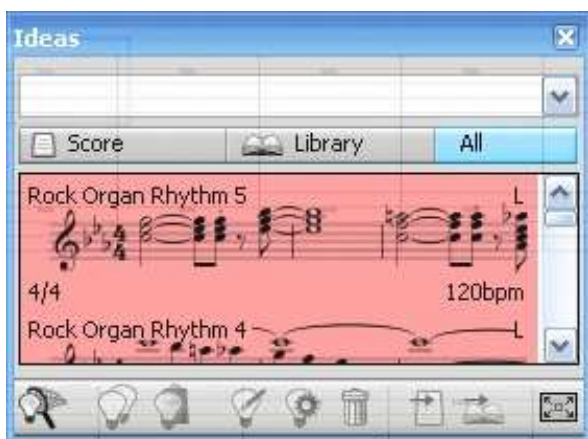 Ideas
Score Library All
Rock Organ Rhythm 5 L
4/4 120bpm
Rock Organ Rhythm 4 L